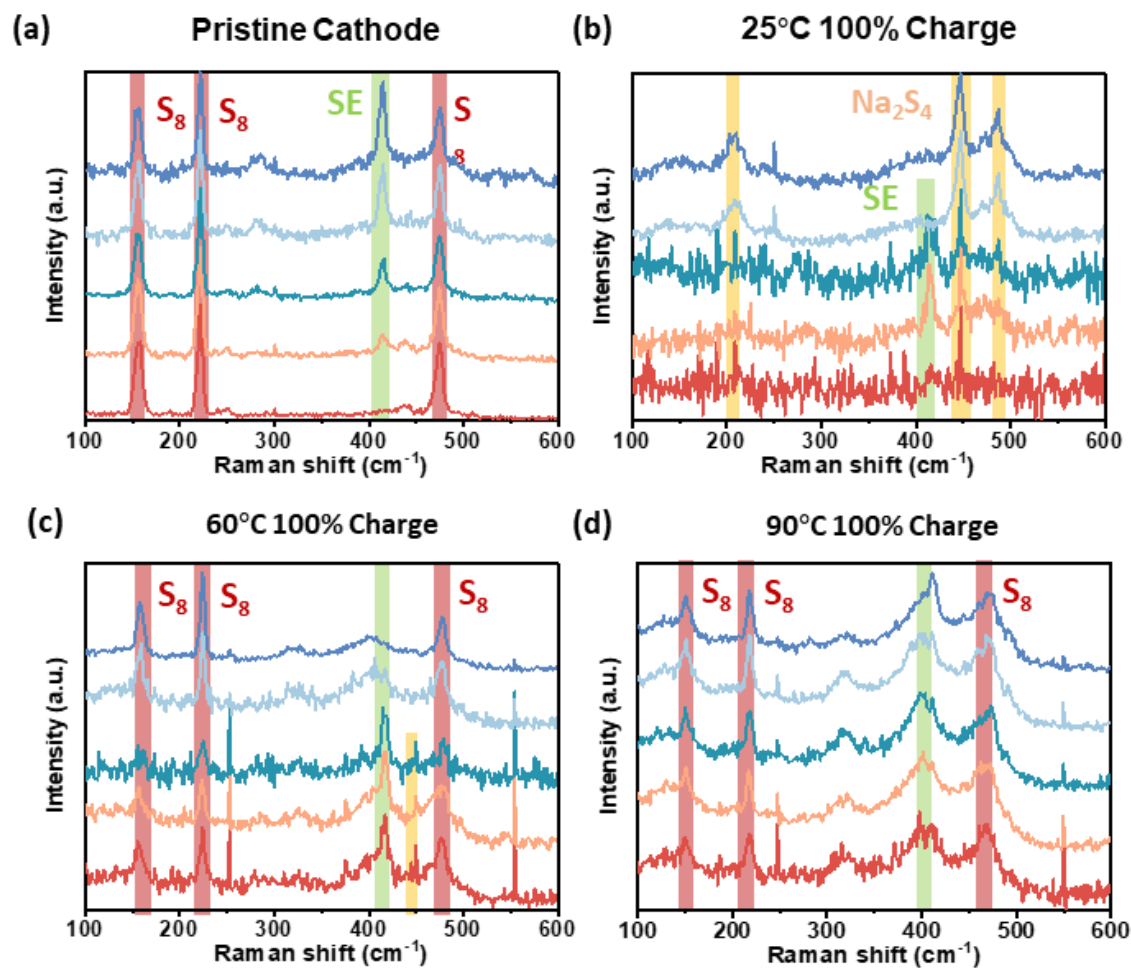 (a) Pristine Cathode
S₈ S₈ SE S₈
Intensity (a.u.)
100 200 300 400 500 600
Raman shift (cm⁻¹)
(b) 25°C 100% Charge
Na₂S₄
SE
Intensity (a.u.)
100 200 300 400 500 600
Raman shift (cm⁻¹)
(c) 60°C 100% Charge
S₈ S₈ S₈
Intensity (a.u.)
100 200 300 400 500 600
Raman shift (cm⁻¹)
(d) 90°C 100% Charge
S₈ S₈ S₈
Intensity (a.u.)
100 200 300 400 500 600
Raman shift (cm⁻¹)